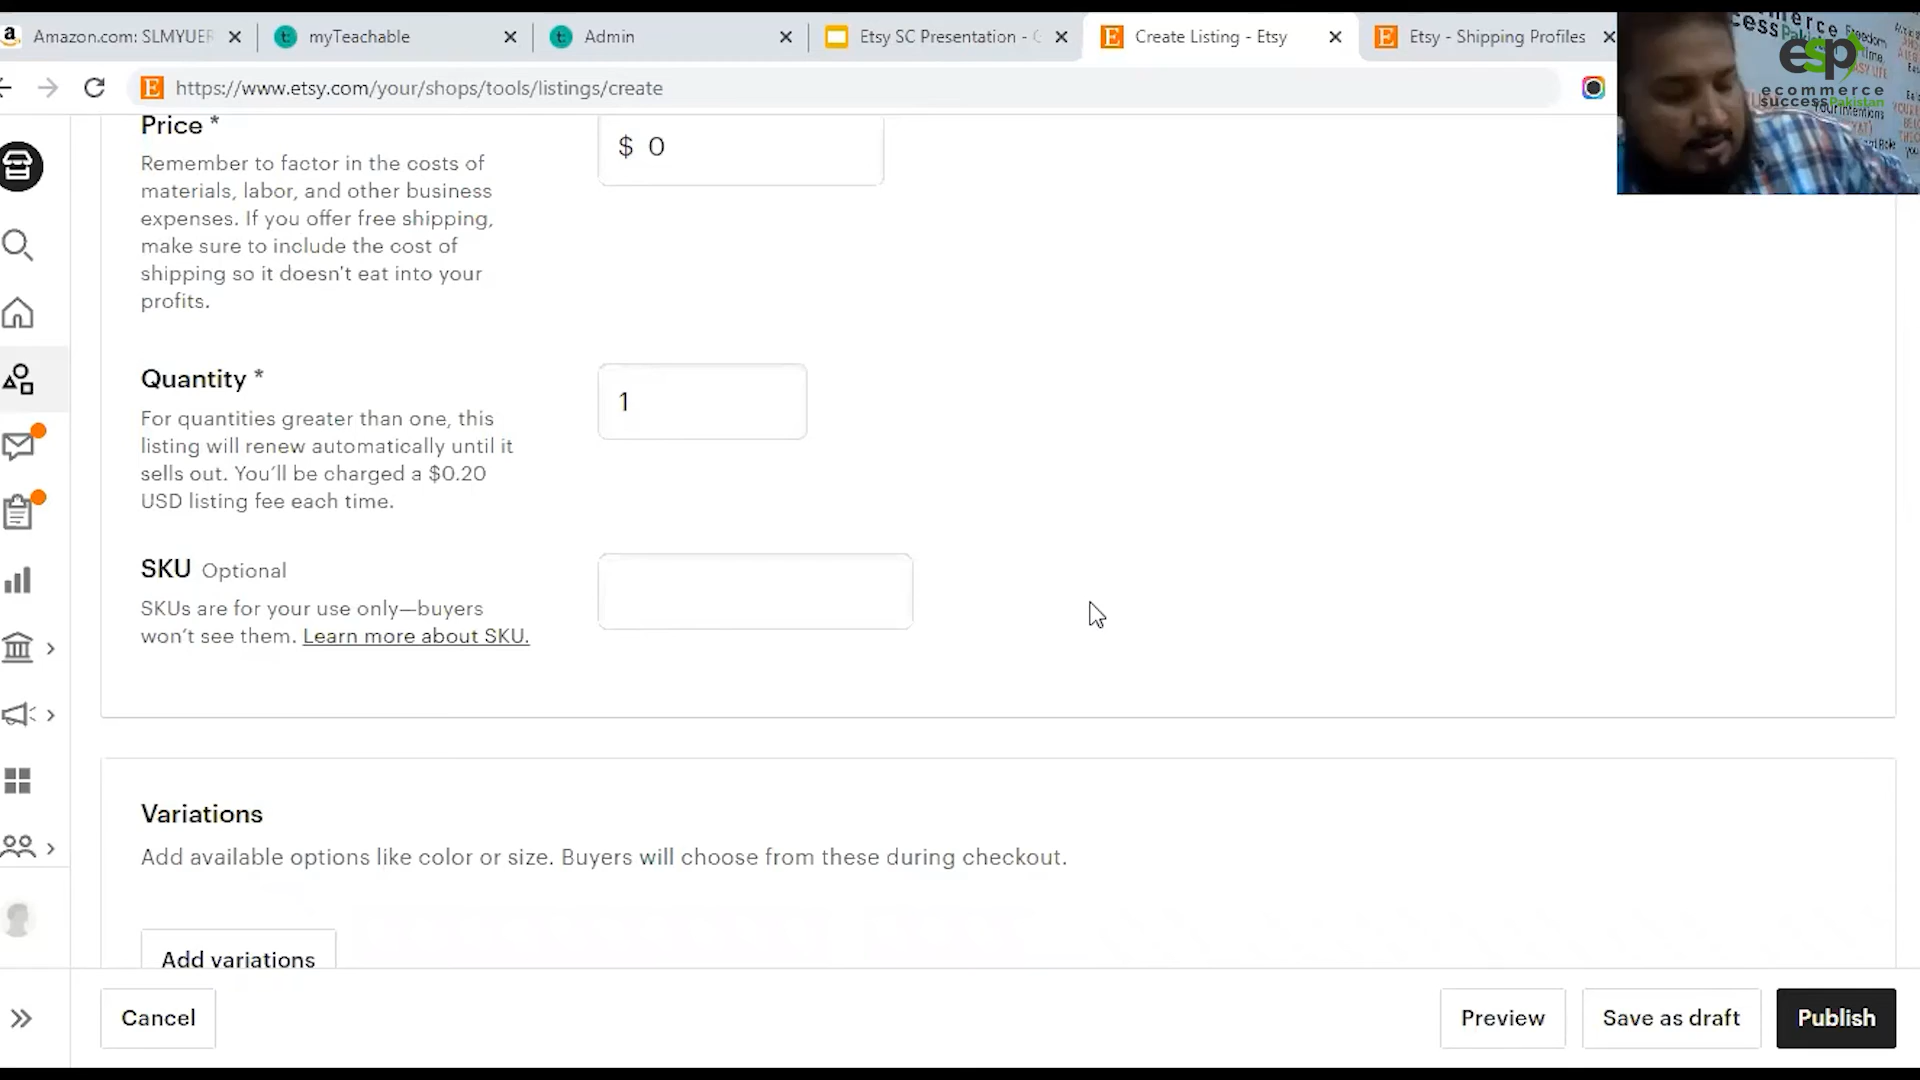 Amazon.com: SLMYUER
myTeachable
Admin
Etsy SC Presentation -
Create Listing - Etsy
Etsy - Shipping Profiles
https://www.etsy.com/your/shops/tools/listings/create
esp
ecommerce
success Pakistan
Freedom
Your Intentions
Price *
$ 0
Remember to factor in the costs of
materials, labor, and other business
expenses. If you offer free shipping,
make sure to include the cost of
shipping so it doesn't eat into your
profits.
Quantity *
1
For quantities greater than one, this
listing will renew automatically until it
sells out. You'll be charged a $0.20
USD listing fee each time.
SKU Optional
SKUs are for your use only—buyers
won't see them. Learn more about SKU.
Variations
Add available options like color or size. Buyers will choose from these during checkout.
Add variations
Cancel
Preview
Save as draft
Publish